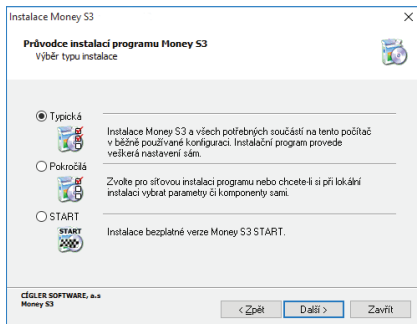 Instalace Money S3
Průvodce instalací programu Money S3
Výběr typu instalace
Typická
Instalace Money S3 a všech potřebných součástí na tento počítač
v běžně používané konfiguraci. Instalační program provede
veškerá nastavení sám.
Pokročilá
Zvolte pro síťovou instalaci programu nebo chcete-li si při lokální
instalaci vybrat parametry či komponenty sami.
START
START
Instalace bezplatné verze Money S3 START.
CÍGLER SOFTWARE, a.s
Money S3
< Zpět
Další >
Zavřít